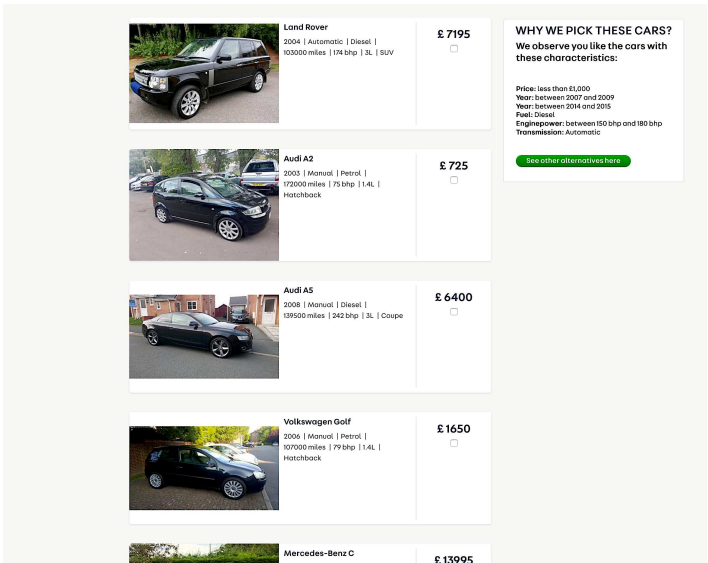 Land Rover
2004 | Automatic | Diesel |
103000 miles | 174 bhp | 3L | SUV
£ 7195
Audi A2
2003 | Manual | Petrol |
172000 miles | 75 bhp | 1.4L |
Hatchback
£ 725
Audi A5
2008 | Manual | Diesel |
139500 miles | 242 bhp | 3L | Coupe
£ 6400
Volkswagen Golf
2006 | Manual | Petrol |
107000 miles | 79 bhp | 1.4L |
Hatchback
£ 1650
Mercedes-Benz C
£ 13995
WHY WE PICK THESE CARS?
We observe you like the cars with
these characteristics:
Price: less than £1,000
Year: between 2007 and 2009
Year: between 2014 and 2015
Fuel: Diesel
Enginepower: between 150 bhp and 180 bhp
Transmission: Automatic
See other alternatives here